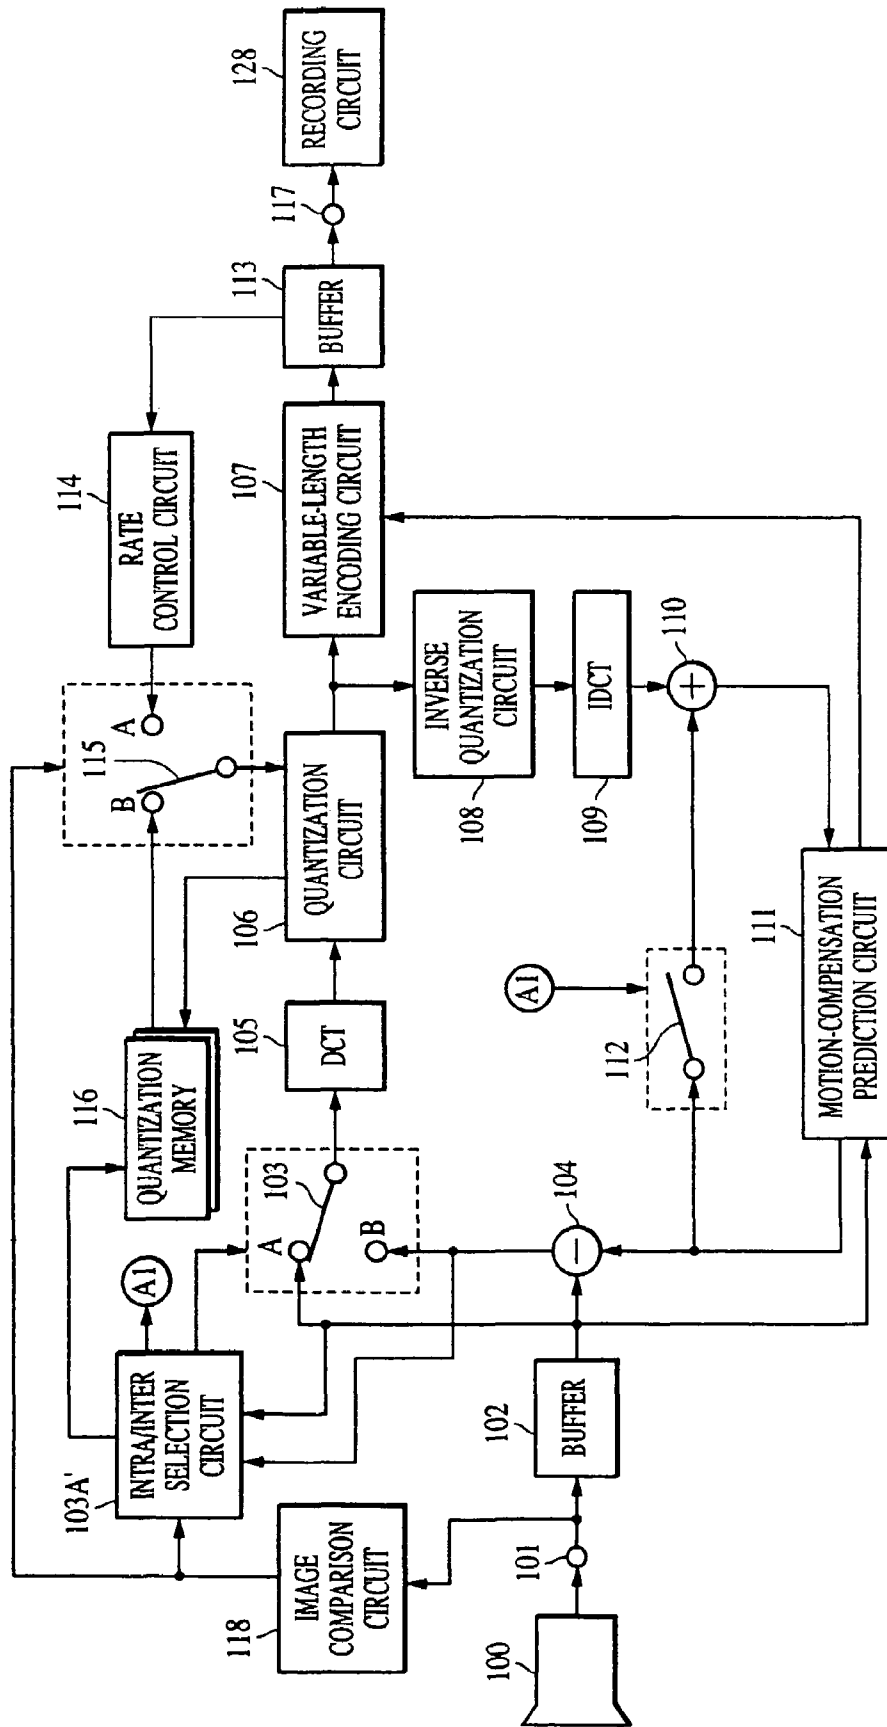 100
101
118
IMAGE
COMPARISON
CIRCUIT
102
BUFFER
103A'
INTRA/INTER
SELECTION
CIRCUIT
A1
116
QUANTIZATION
MEMORY
A
103
B
104
105
DCT
106
QUANTIZATION
CIRCUIT
B
115
A
114
RATE
CONTROL CIRCUIT
107
VARIABLE-LENGTH
ENCODING CIRCUIT
113
BUFFER
117
128
RECORDING
CIRCUIT
108
INVERSE
QUANTIZATION
CIRCUIT
109
IDCT
110
+
−
A1
112
111
MOTION-COMPENSATION
PREDICTION CIRCUIT